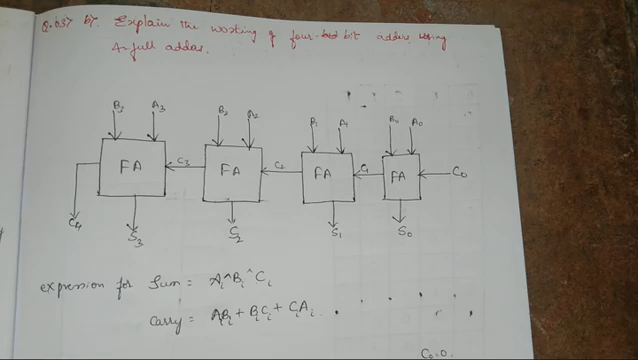 Q.03> b). Explain the working of four bit adder using
4-full adder.
B3 A3 B2 A2 B1 A1 B0 A0
FA C3 FA C2 FA C1 FA C0
C4 S3 S2 S1 S0
expression for Sum = Ai^Bi^Ci
Carry = AiBi + BiCi + CiAi
C0=0.